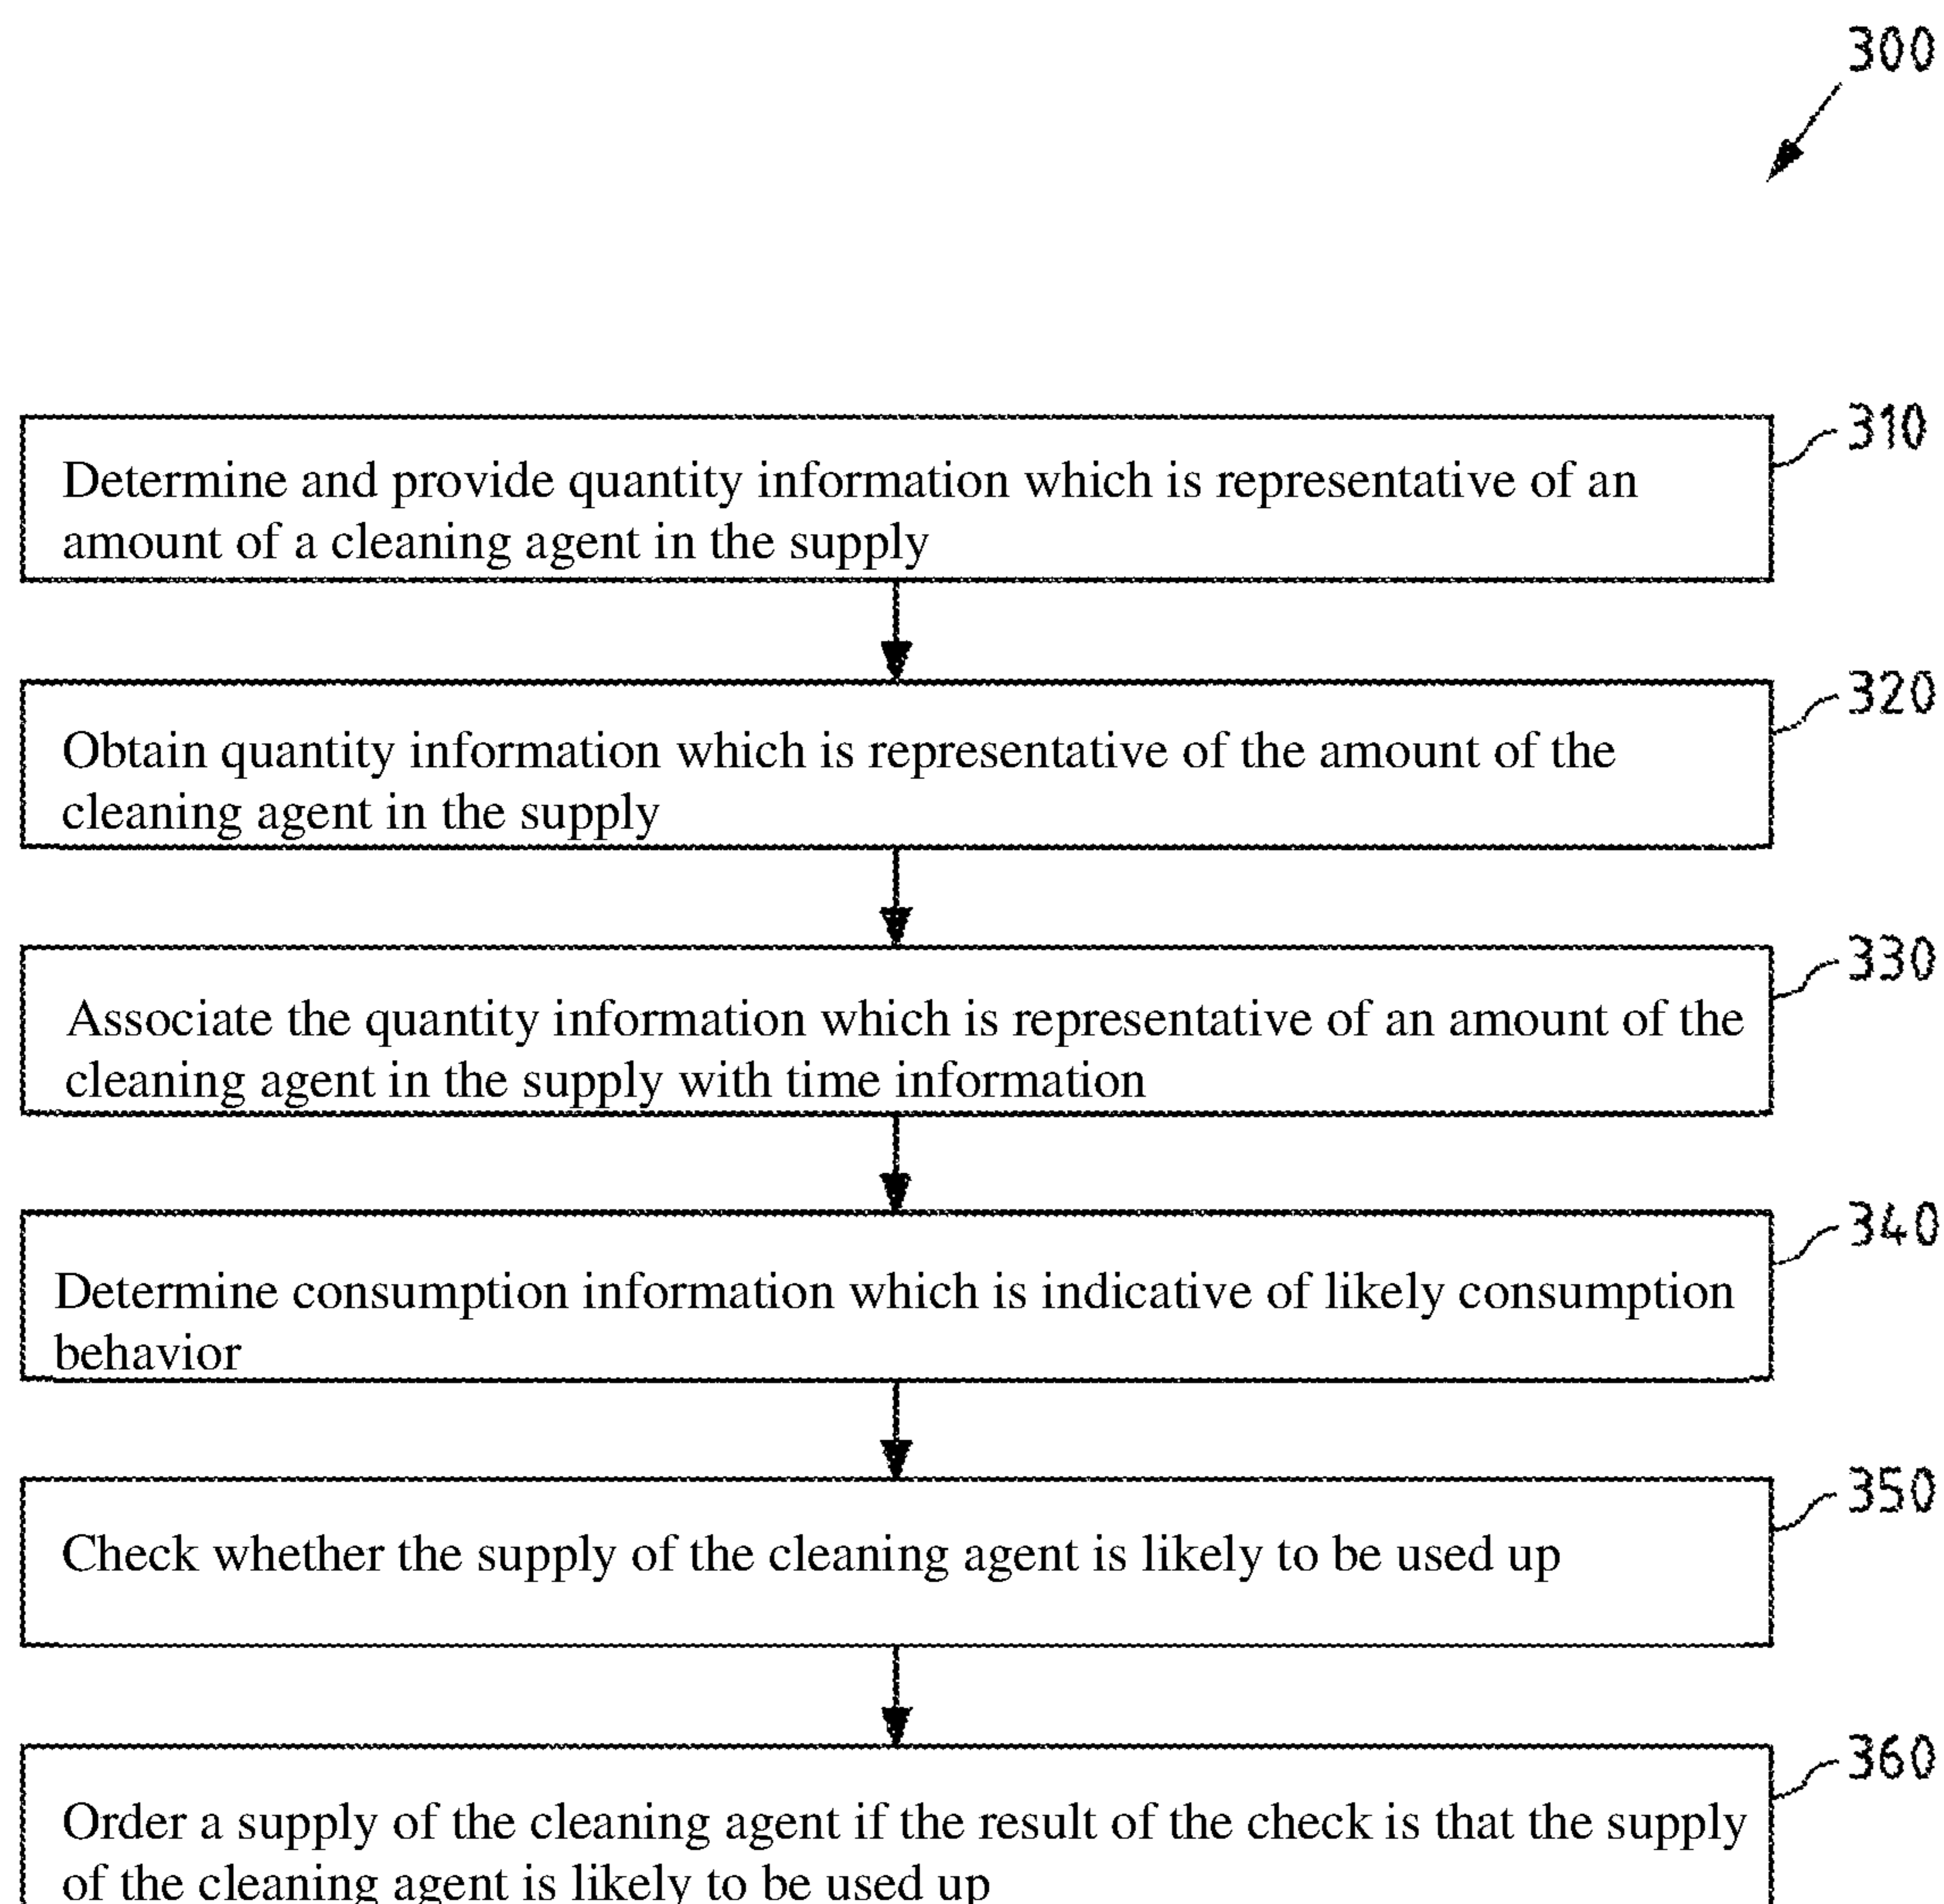 300
310
Determine and provide quantity information which is representative of an
amount of a cleaning agent in the supply
320
Obtain quantity information which is representative of the amount of the
cleaning agent in the supply
330
Associate the quantity information which is representative of an amount of the
cleaning agent in the supply with time information
340
Determine consumption information which is indicative of likely consumption
behavior
350
Check whether the supply of the cleaning agent is likely to be used up
360
Order a supply of the cleaning agent if the result of the check is that the supply
of the cleaning agent is likely to be used up